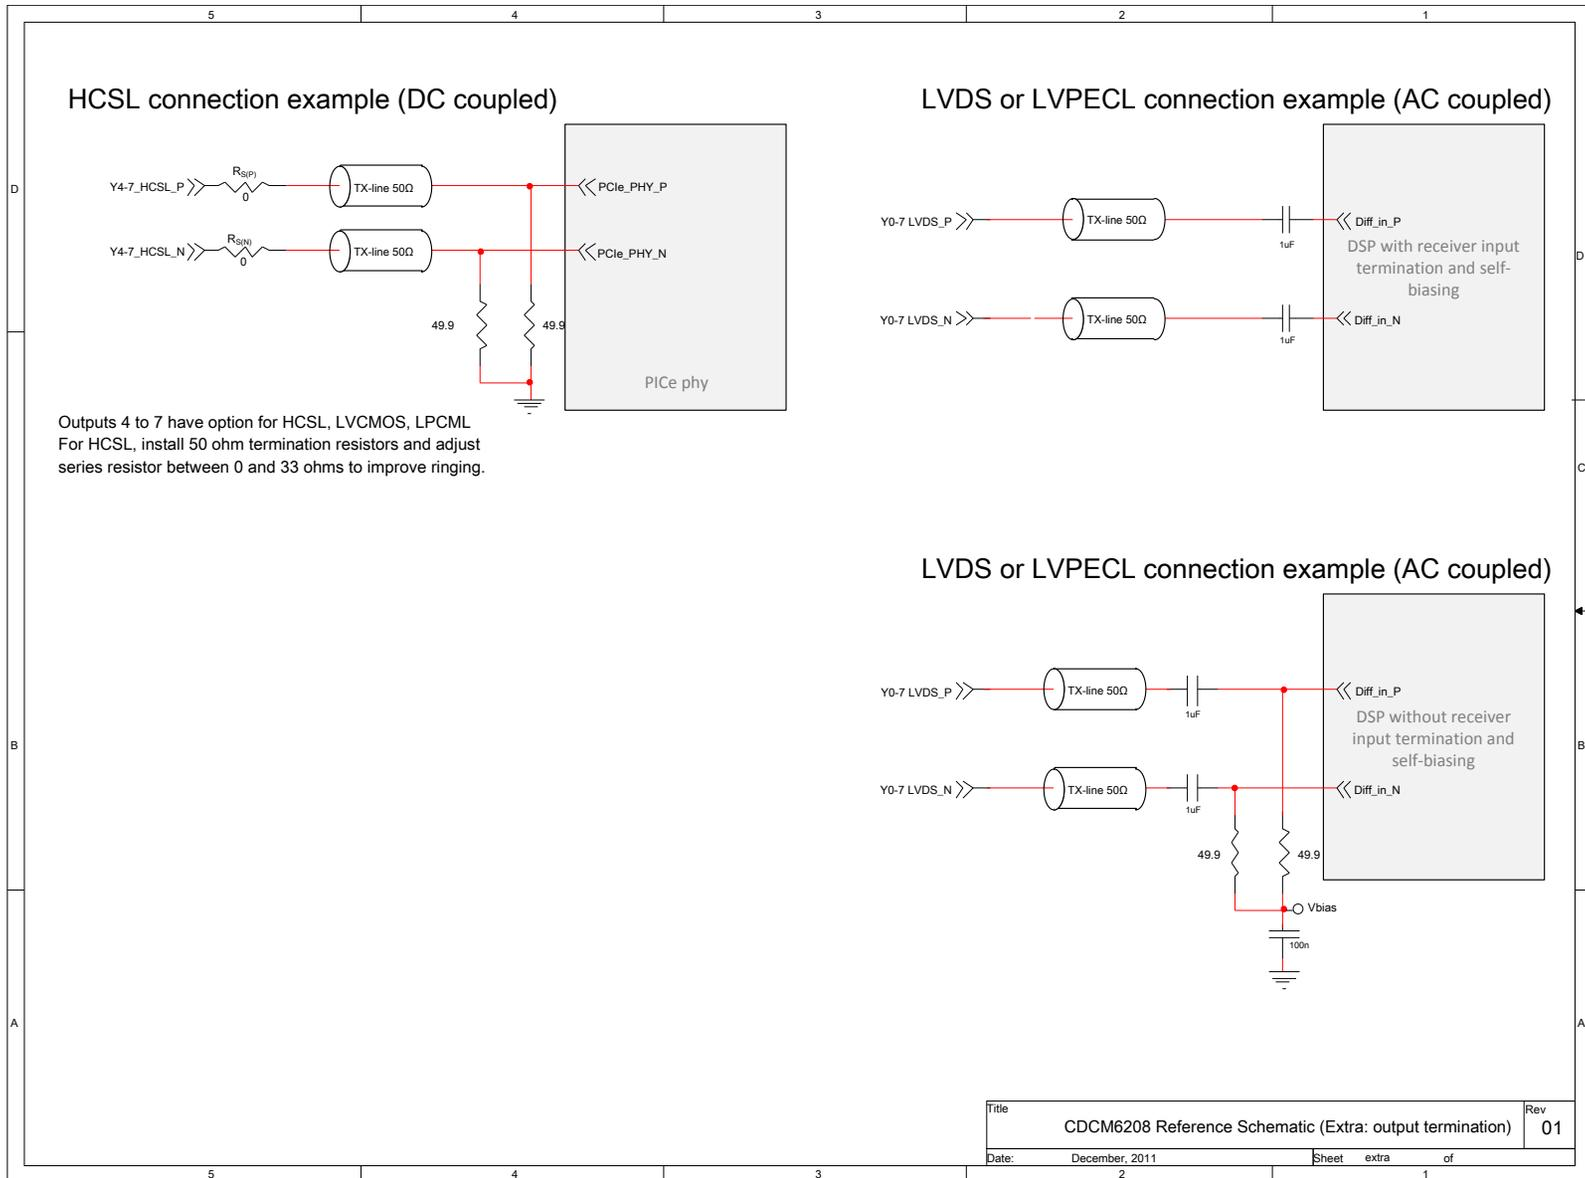 5 4 3 2 1
HCSL connection example (DC coupled)
Y4-7_HCSL_P
RS(P)
0
TX-line 50Ω
PCIe_PHY_P
Y4-7_HCSL_N
RS(N)
0
TX-line 50Ω
PCIe_PHY_N
49.9
49.9
PICe phy
Outputs 4 to 7 have option for HCSL, LVCMOS, LPCML
For HCSL, install 50 ohm termination resistors and adjust
series resistor between 0 and 33 ohms to improve ringing.
LVDS or LVPECL connection example (AC coupled)
Y0-7 LVDS_P
TX-line 50Ω
1uF
Diff_in_P
DSP with receiver input
termination and self-
biasing
Y0-7 LVDS_N
TX-line 50Ω
1uF
Diff_in_N
LVDS or LVPECL connection example (AC coupled)
Y0-7 LVDS_P
TX-line 50Ω
1uF
Diff_in_P
DSP without receiver
input termination and
self-biasing
Y0-7 LVDS_N
TX-line 50Ω
1uF
Diff_in_N
49.9
49.9
Vbias
100n
D
D
C
B
B
A
A
Title
CDCM6208 Reference Schematic (Extra: output termination)
Rev
01
Date: December, 2011
Sheet extra of
5 4 3 2 1